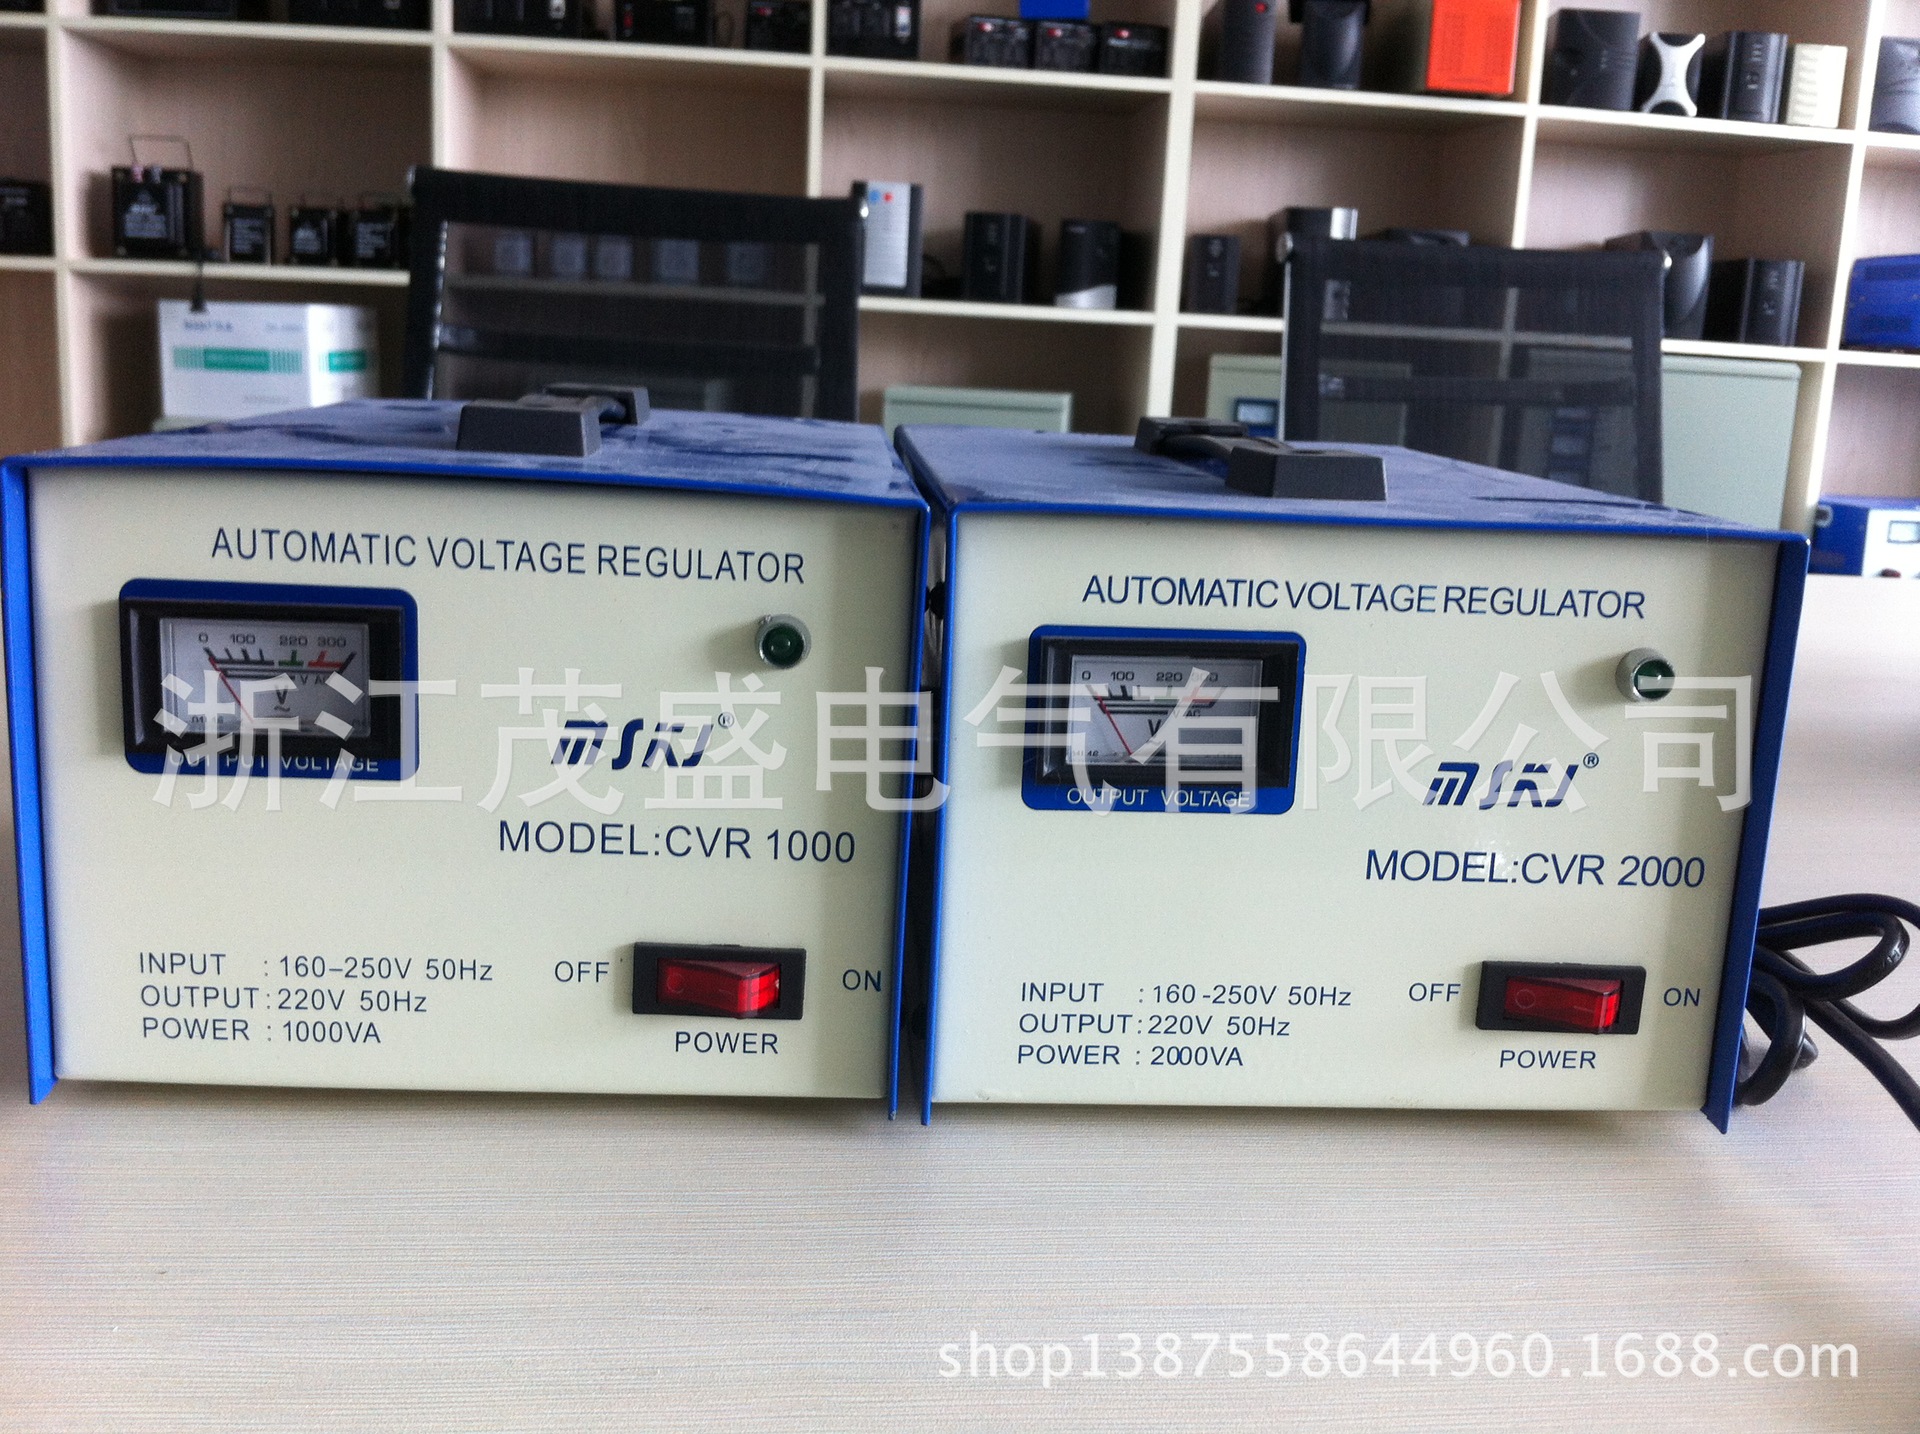 AUTOMATIC VOLTAGE REGULATOR
0 100 220 300
V
OUTPUT VOLTAGE
MSKJ®
MODEL:CVR 1000
INPUT : 160-250V 50Hz
OUTPUT : 220V 50Hz
POWER : 1000VA
OFF
ON
POWER
AUTOMATIC VOLTAGE REGULATOR
0 100 220 300
V
OUTPUT VOLTAGE
MSKJ®
MODEL:CVR 2000
INPUT : 160-250V 50Hz
OUTPUT : 220V 50Hz
POWER : 2000VA
OFF
ON
POWER
浙江茂盛电气有限公司
shop1387558644960.1688.com